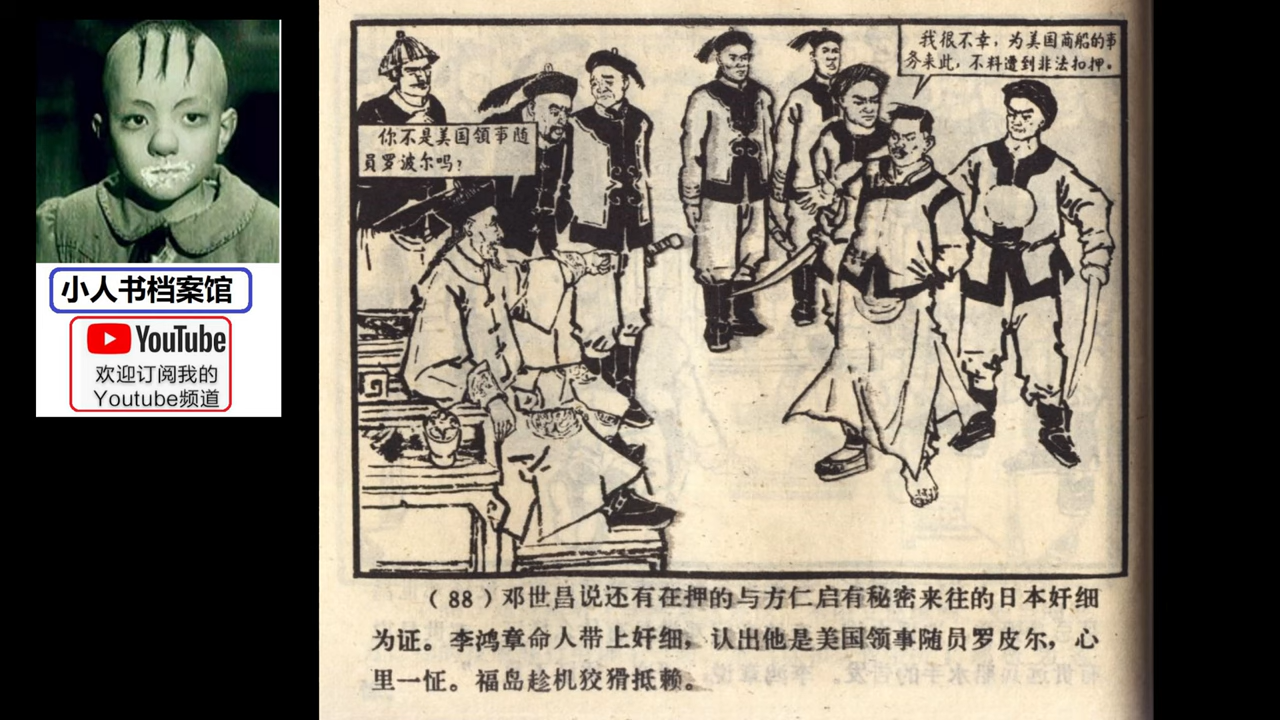 小人书档案馆
YouTube
欢迎订阅我的
Youtube频道
你不是美国领事随
员罗波尔吗？
我很不幸，为美国商船的事
务来此，不料遭到非法扣押。
（88）邓世昌说还有在押的与方仁启有秘密来往的日本奸细
为证。李鸿章命人带上奸细，认出他是美国领事随员罗皮尔，心
里一怔。福岛趁机狡猾抵赖。